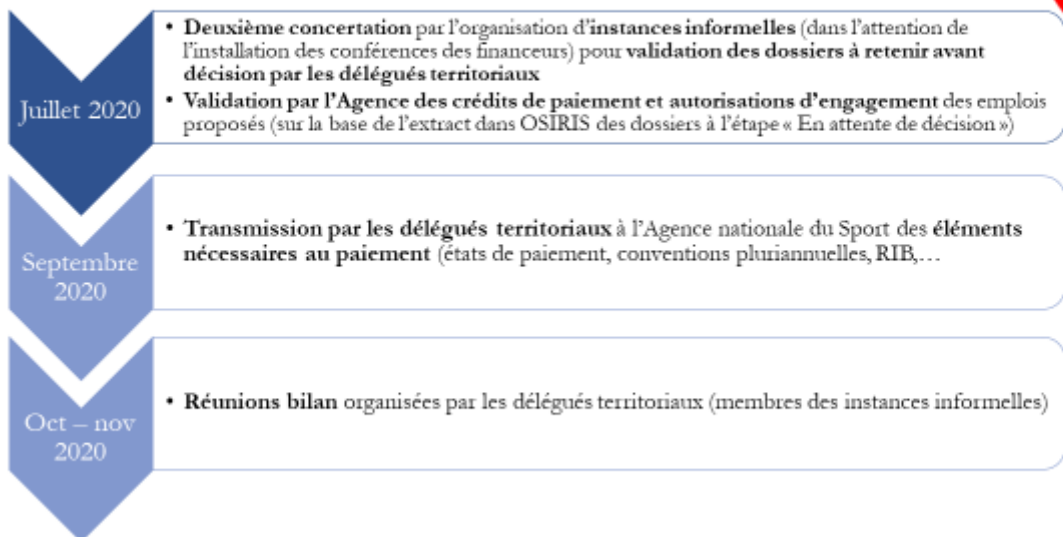 Juillet 2020
• Deuxième concertation par l'organisation d'instances informelles (dans l'attention de
l'installation des conférences des financeurs) pour validation des dossiers à retenir avant
décision par les délégués territoriaux
• Validation par l'Agence des crédits de paiement et autorisations d'engagement des emplois
proposés (sur la base de l'extract dans OSIRIS des dossiers à l'étape « En attente de décision »)
Septembre
2020
• Transmission par les délégués territoriaux à l'Agence nationale du Sport des éléments
nécessaires au paiement (états de paiement, conventions pluriannuelles, RIB,…
Oct – nov
2020
• Réunions bilan organisées par les délégués territoriaux (membres des instances informelles)